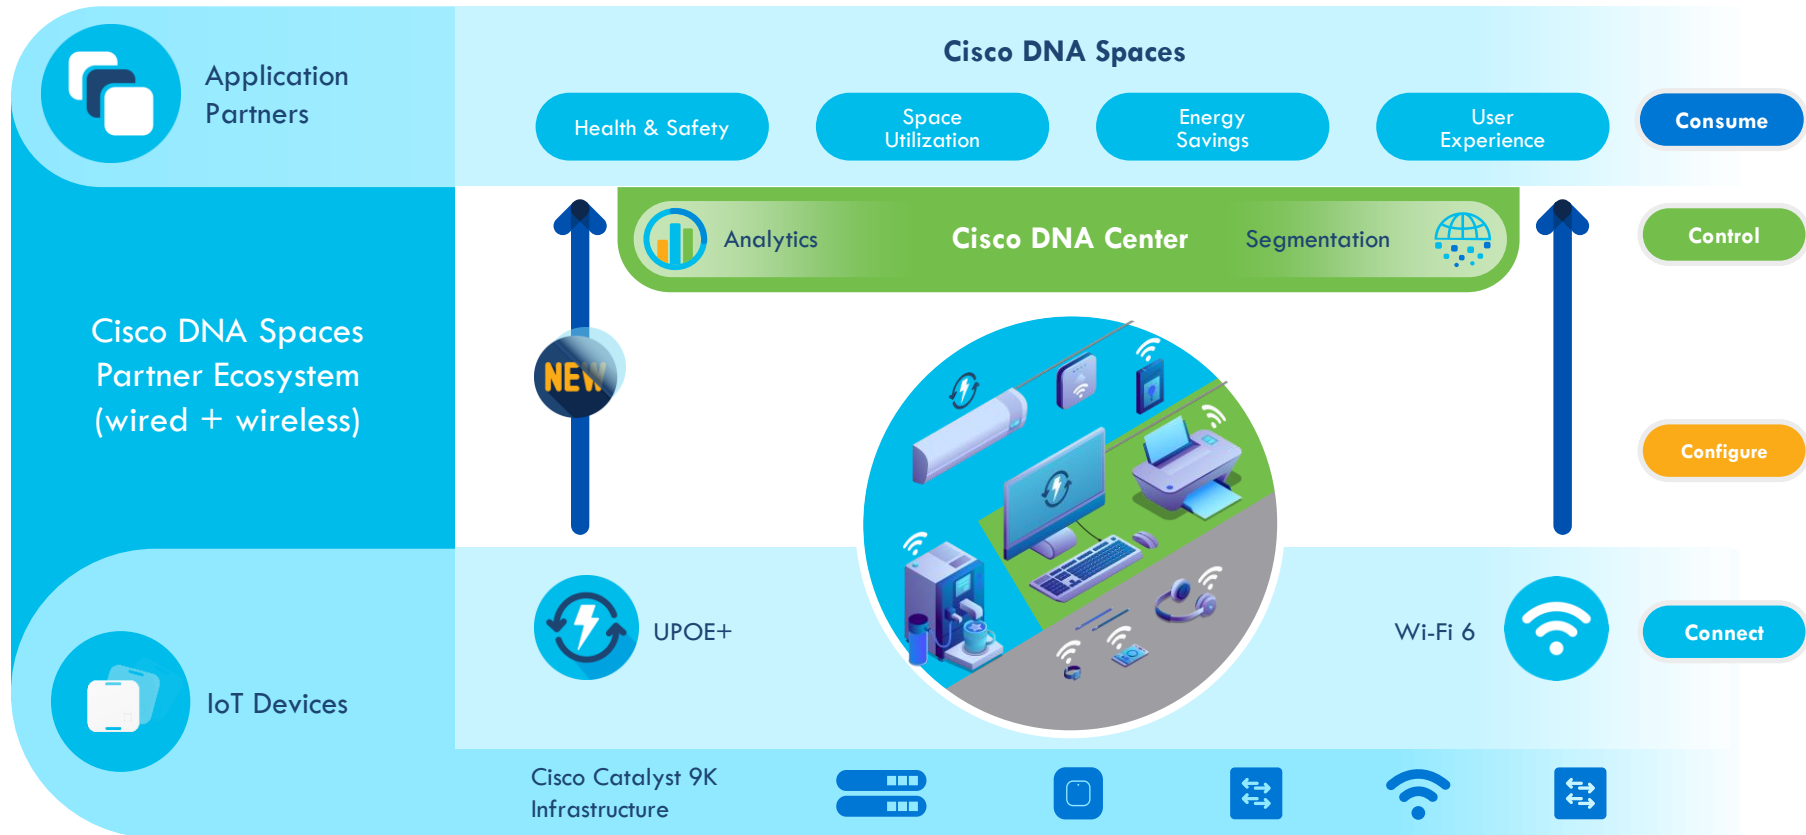 Application
Partners
Cisco DNA Spaces
Health & Safety
Space
Utilization
Energy
Savings
User
Experience
Consume
Analytics
Cisco DNA Center
Segmentation
Control
Cisco DNA Spaces
Partner Ecosystem
(wired + wireless)
NEW
Configure
UPOE+
Wi-Fi 6
Connect
IoT Devices
Cisco Catalyst 9K
Infrastructure